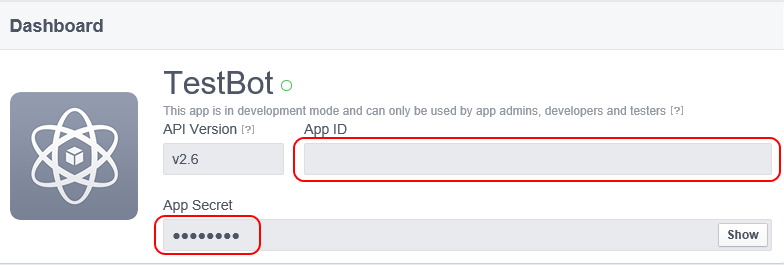 Dashboard
TestBot
This app is in development mode and can only be used by app admins, developers and testers [?]
API Version [?] App ID
v2.6
App Secret
●●●●●●●● Show